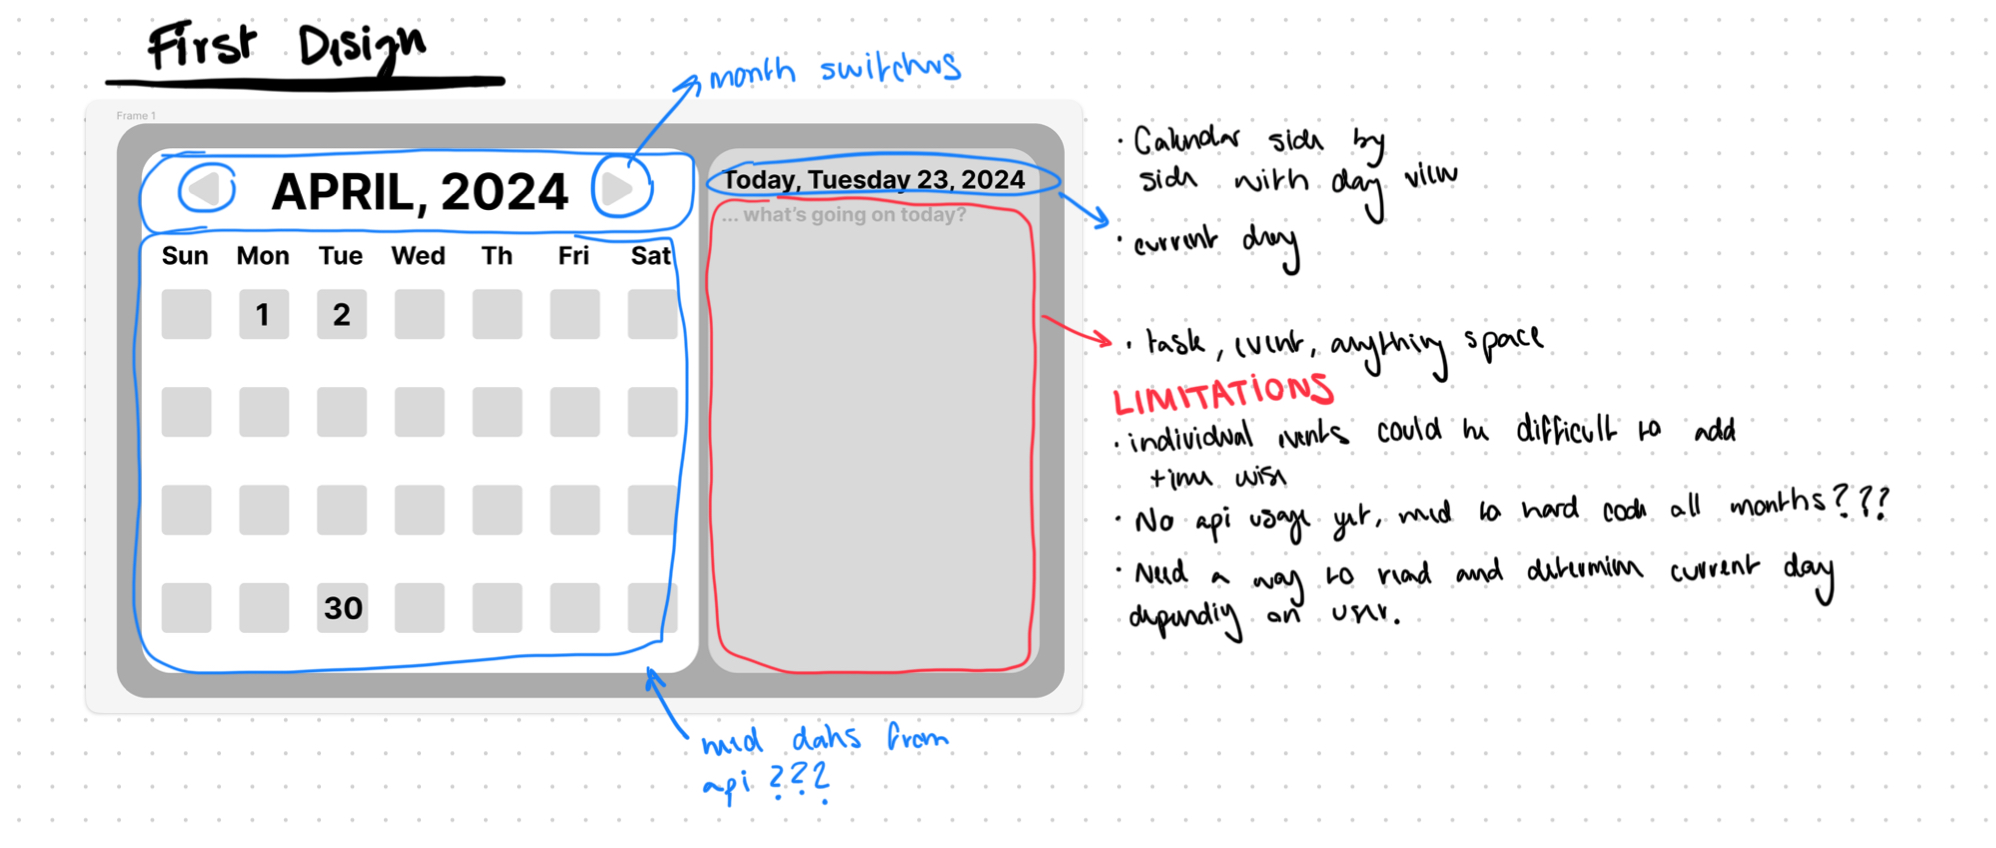 First Disign
month switchrs
Frame 1
APRIL, 2024
Sun Mon Tue Wed Th Fri Sat
1 2
30
Today, Tuesday 23, 2024
... what's going on today?
· Calendar side by
side with day view
· current day
· task, event, anything space
LIMITATIONS
· individual events could be difficult to add
time wise
· No api usage yet, need to hard code all months???
· Need a way to read and determine current day
depending on user.
need dates from
api ???